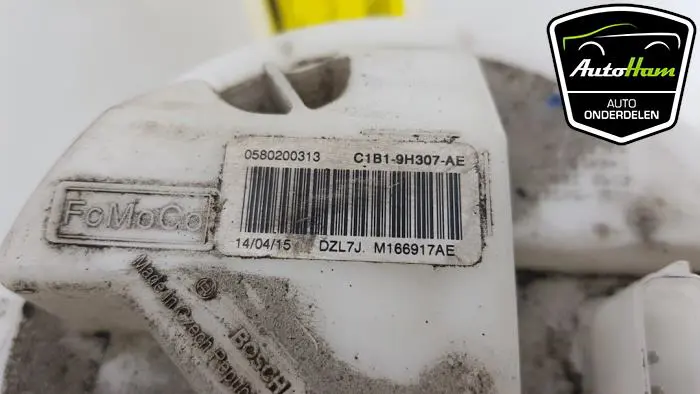 AutoHam
AUTO
ONDERDELEN
0580200313 C1B1-9H307-AE
FoMoCo
14/04/15 DZL7J. M166917AE
Made in Czech Republic
BOSCH